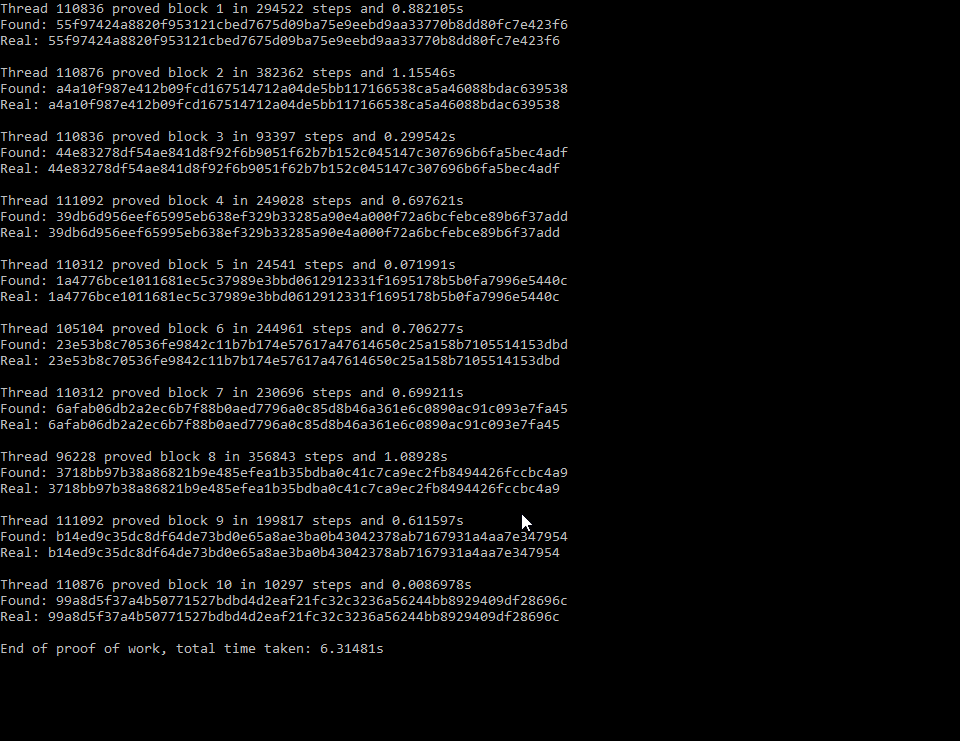 Thread 110836 proved block 1 in 294522 steps and 0.882105s
Found: 55f97424a8820f953121cbed7675d09ba75e9eebd9aa33770b8dd80fc7e423f6
Real: 55f97424a8820f953121cbed7675d09ba75e9eebd9aa33770b8dd80fc7e423f6
Thread 110876 proved block 2 in 382362 steps and 1.15546s
Found: a4a10f987e412b09fcd167514712a04de5bb117166538ca5a46088bdac639538
Real: a4a10f987e412b09fcd167514712a04de5bb117166538ca5a46088bdac639538
Thread 110836 proved block 3 in 93397 steps and 0.299542s
Found: 44e83278df54ae841d8f92f6b9051f62b7b152c045147c307696b6fa5bec4adf
Real: 44e83278df54ae841d8f92f6b9051f62b7b152c045147c307696b6fa5bec4adf
Thread 111092 proved block 4 in 249028 steps and 0.697621s
Found: 39db6d956eef65995eb638ef329b33285a90e4a000f72a6bcfebce89b6f37add
Real: 39db6d956eef65995eb638ef329b33285a90e4a000f72a6bcfebce89b6f37add
Thread 110312 proved block 5 in 24541 steps and 0.071991s
Found: 1a4776bce1011681ec5c37989e3bbd0612912331f1695178b5b0fa7996e5440c
Real: 1a4776bce1011681ec5c37989e3bbd0612912331f1695178b5b0fa7996e5440c
Thread 105104 proved block 6 in 244961 steps and 0.706277s
Found: 23e53b8c70536fe9842c11b7b174e57617a47614650c25a158b7105514153dbd
Real: 23e53b8c70536fe9842c11b7b174e57617a47614650c25a158b7105514153dbd
Thread 110312 proved block 7 in 230696 steps and 0.699211s
Found: 6afab06db2a2ec6b7f88b0aed7796a0c85d8b46a361e6c0890ac91c093e7fa45
Real: 6afab06db2a2ec6b7f88b0aed7796a0c85d8b46a361e6c0890ac91c093e7fa45
Thread 96228 proved block 8 in 356843 steps and 1.08928s
Found: 3718bb97b38a86821b9e485efea1b35bdba0c41c7ca9ec2fb8494426fccbc4a9
Real: 3718bb97b38a86821b9e485efea1b35bdba0c41c7ca9ec2fb8494426fccbc4a9
Thread 111092 proved block 9 in 199817 steps and 0.611597s
Found: b14ed9c35dc8df64de73bd0e65a8ae3ba0b43042378ab7167931a4aa7e347954
Real: b14ed9c35dc8df64de73bd0e65a8ae3ba0b43042378ab7167931a4aa7e347954
Thread 110876 proved block 10 in 10297 steps and 0.0086978s
Found: 99a8d5f37a4b50771527bdbd4d2eaf21fc32c3236a56244bb8929409df28696c
Real: 99a8d5f37a4b50771527bdbd4d2eaf21fc32c3236a56244bb8929409df28696c
End of proof of work, total time taken: 6.31481s